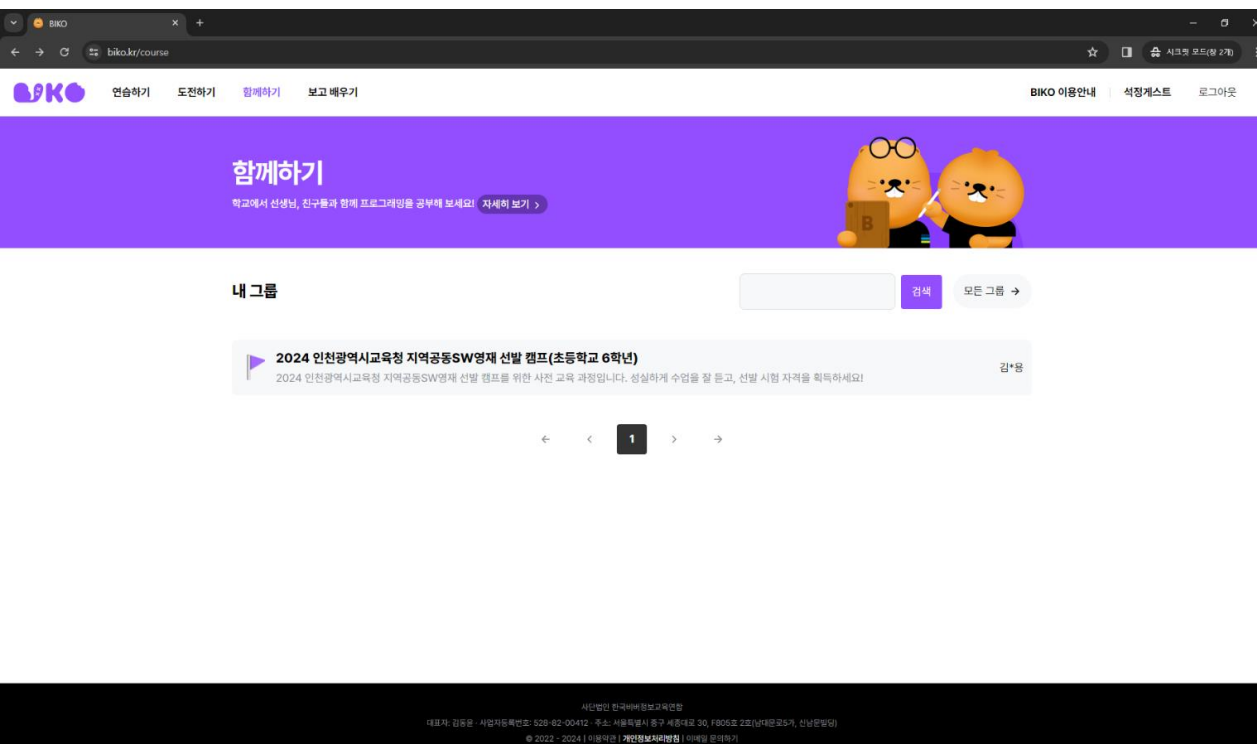 BIKO
biko.kr/course
시크릿 모드(창 2개)
BIKO
연습하기 도전하기 함께하기 보고 배우기
BIKO 이용안내 석정게스트 로그아웃
함께하기
학교에서 선생님, 친구들과 함께 프로그래밍을 공부해 보세요! 자세히 보기 >
B
내 그룹
검색
모든 그룹 →
2024 인천광역시교육청 지역공동SW영재 선발 캠프(초등학교 6학년)
2024 인천광역시교육청 지역공동SW영재 선발 캠프를 위한 사전 교육 과정입니다. 성실하게 수업을 잘 듣고, 선발 시험 자격을 획득하세요!
김*용
1
사단법인 한국비버정보교육연합
대표자: 김동윤 · 사업자등록번호: 528-82-00412 · 주소: 서울특별시 중구 세종대로 30, F805호 2호(남대문로5가, 신남문빌딩)
© 2022 - 2024 | 이용약관 | 개인정보처리방침 | 이메일 문의하기